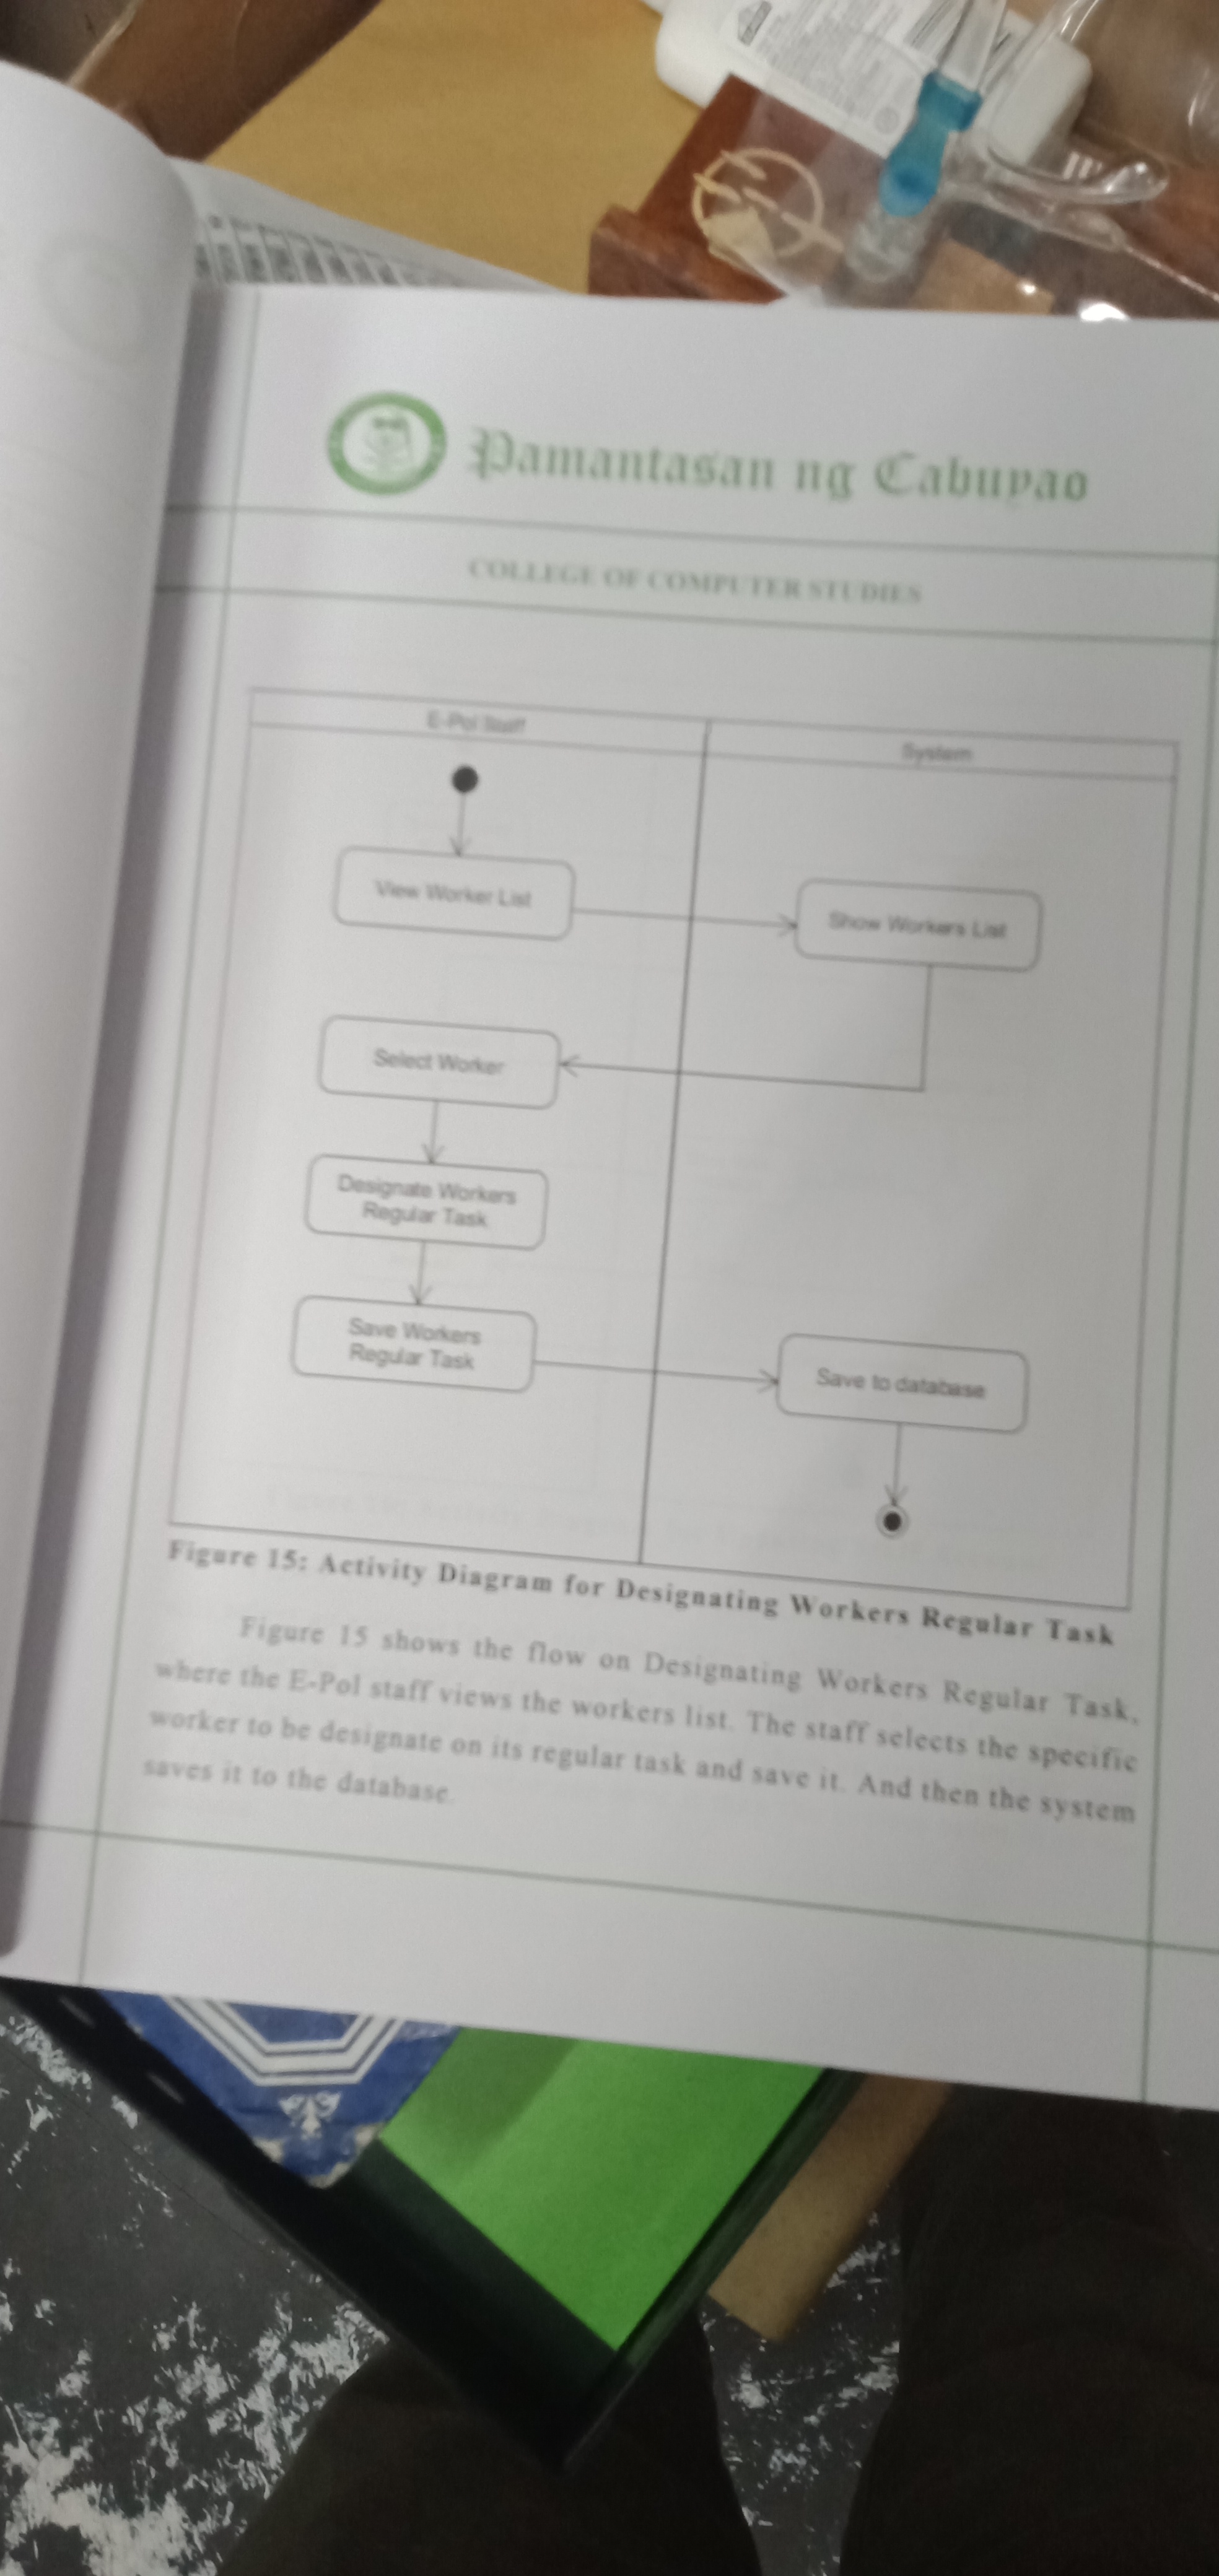 Pamantasan ng Cabuyao
COLLEGE OF COMPUTER STUDIES
E-Pol Staff
System
View Worker List
Show Workers List
Select Worker
Designate Workers
Regular Task
Save Workers
Regular Task
Save to database
Figure 15: Activity Diagram for Designating Workers Regular Task
Figure 15 shows the flow on Designating Workers Regular Task,
where the E-Pol staff views the workers list. The staff selects the specific
worker to be designate on its regular task and save it. And then the system
saves it to the database.